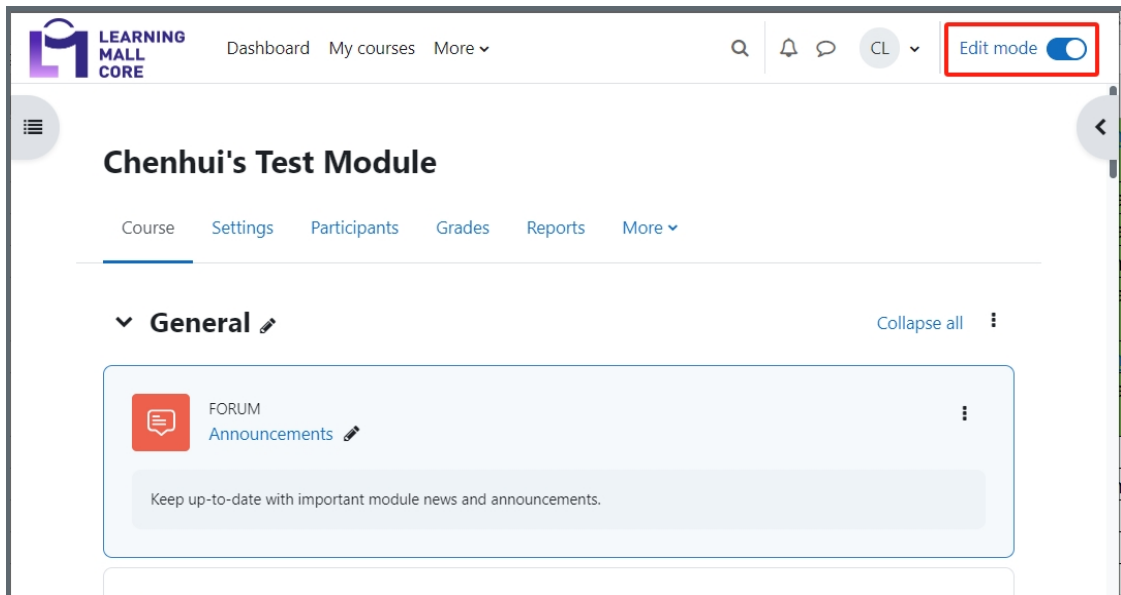 LEARNING
MALL
CORE
Dashboard My courses More
CL
Edit mode
Chenhui's Test Module
Course Settings Participants Grades Reports More
General
Collapse all
FORUM
Announcements
Keep up-to-date with important module news and announcements.